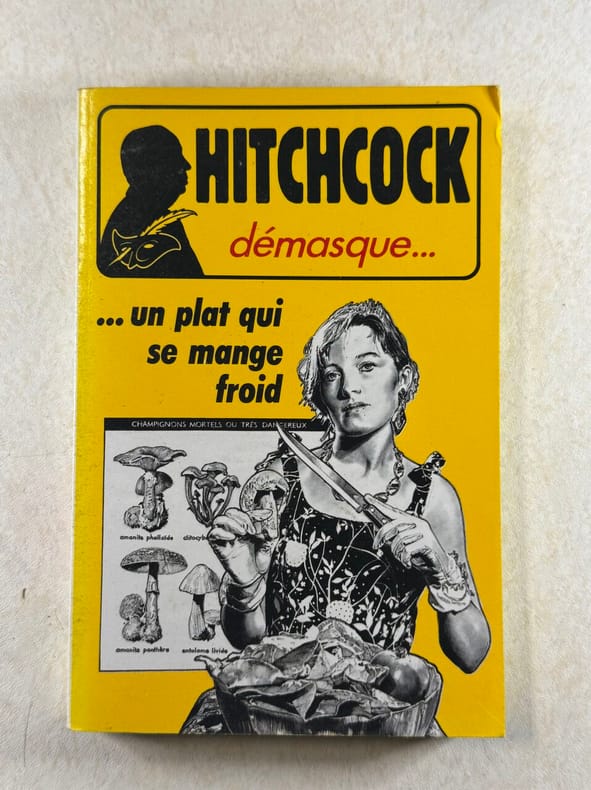 HITCHCOCK
démasque...
... un plat qui
se mange
froid
CHAMPIGNONS MORTELS OU TRÈS DANGEREUX
amanite phalloïde clitocybe
amanite panthère entolome livide